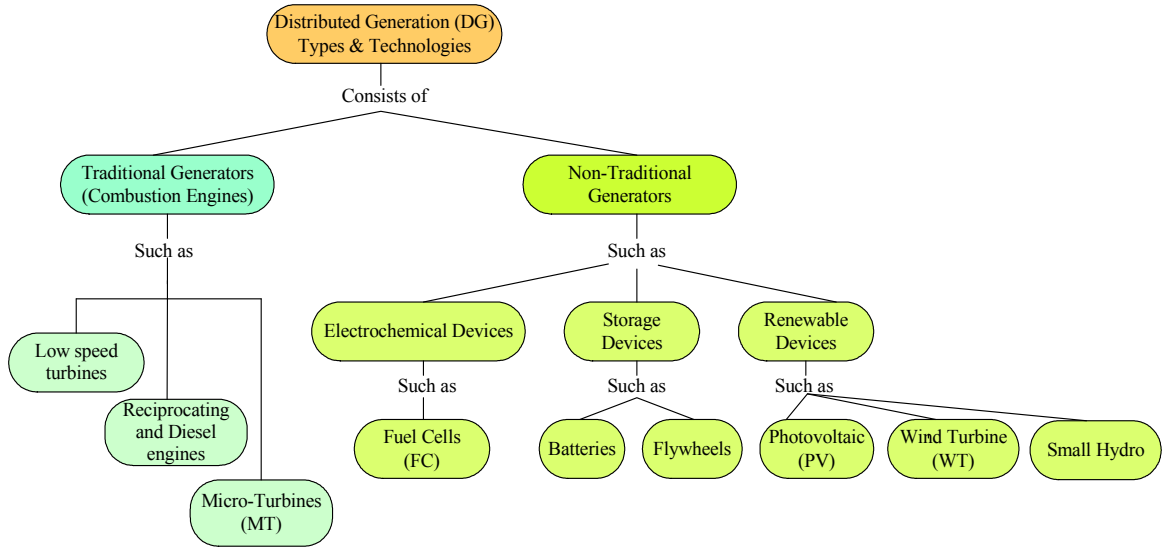 Distributed Generation (DG)
Types & Technologies
Consists of
Traditional Generators
(Combustion Engines)
Non-Traditional
Generators
Such as
Such as
Electrochemical Devices
Storage
Devices
Renewable
Devices
Low speed
turbines
Such as
Such as
Such as
Reciprocating
and Diesel
engines
Fuel Cells
(FC)
Batteries
Flywheels
Photovoltaic
(PV)
Wind Turbine
(WT)
Small Hydro
Micro-Turbines
(MT)